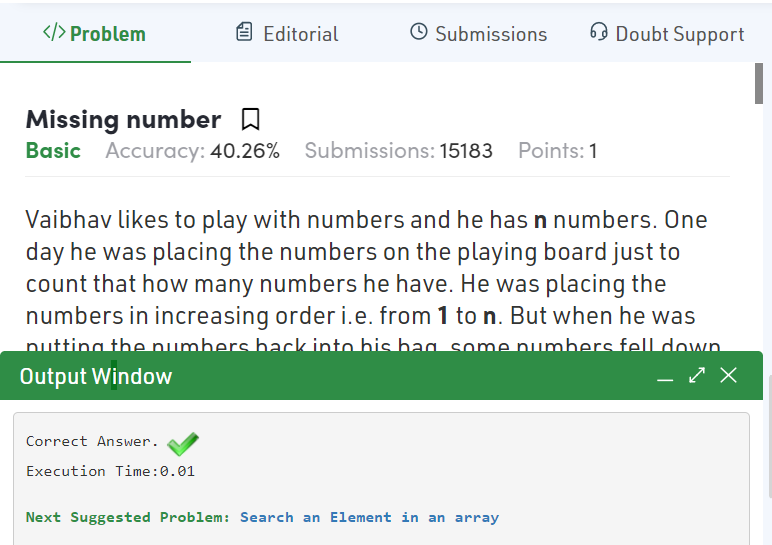 </> Problem Editorial Submissions Doubt Support
Missing number
Basic Accuracy: 40.26% Submissions: 15183 Points: 1
Vaibhav likes to play with numbers and he has n numbers. One
day he was placing the numbers on the playing board just to
count that how many numbers he have. He was placing the
numbers in increasing order i.e. from 1 to n. But when he was
putting the numbers back into his bag, some numbers fell down
Output Window
Correct Answer.
Execution Time:0.01
Next Suggested Problem: Search an Element in an array